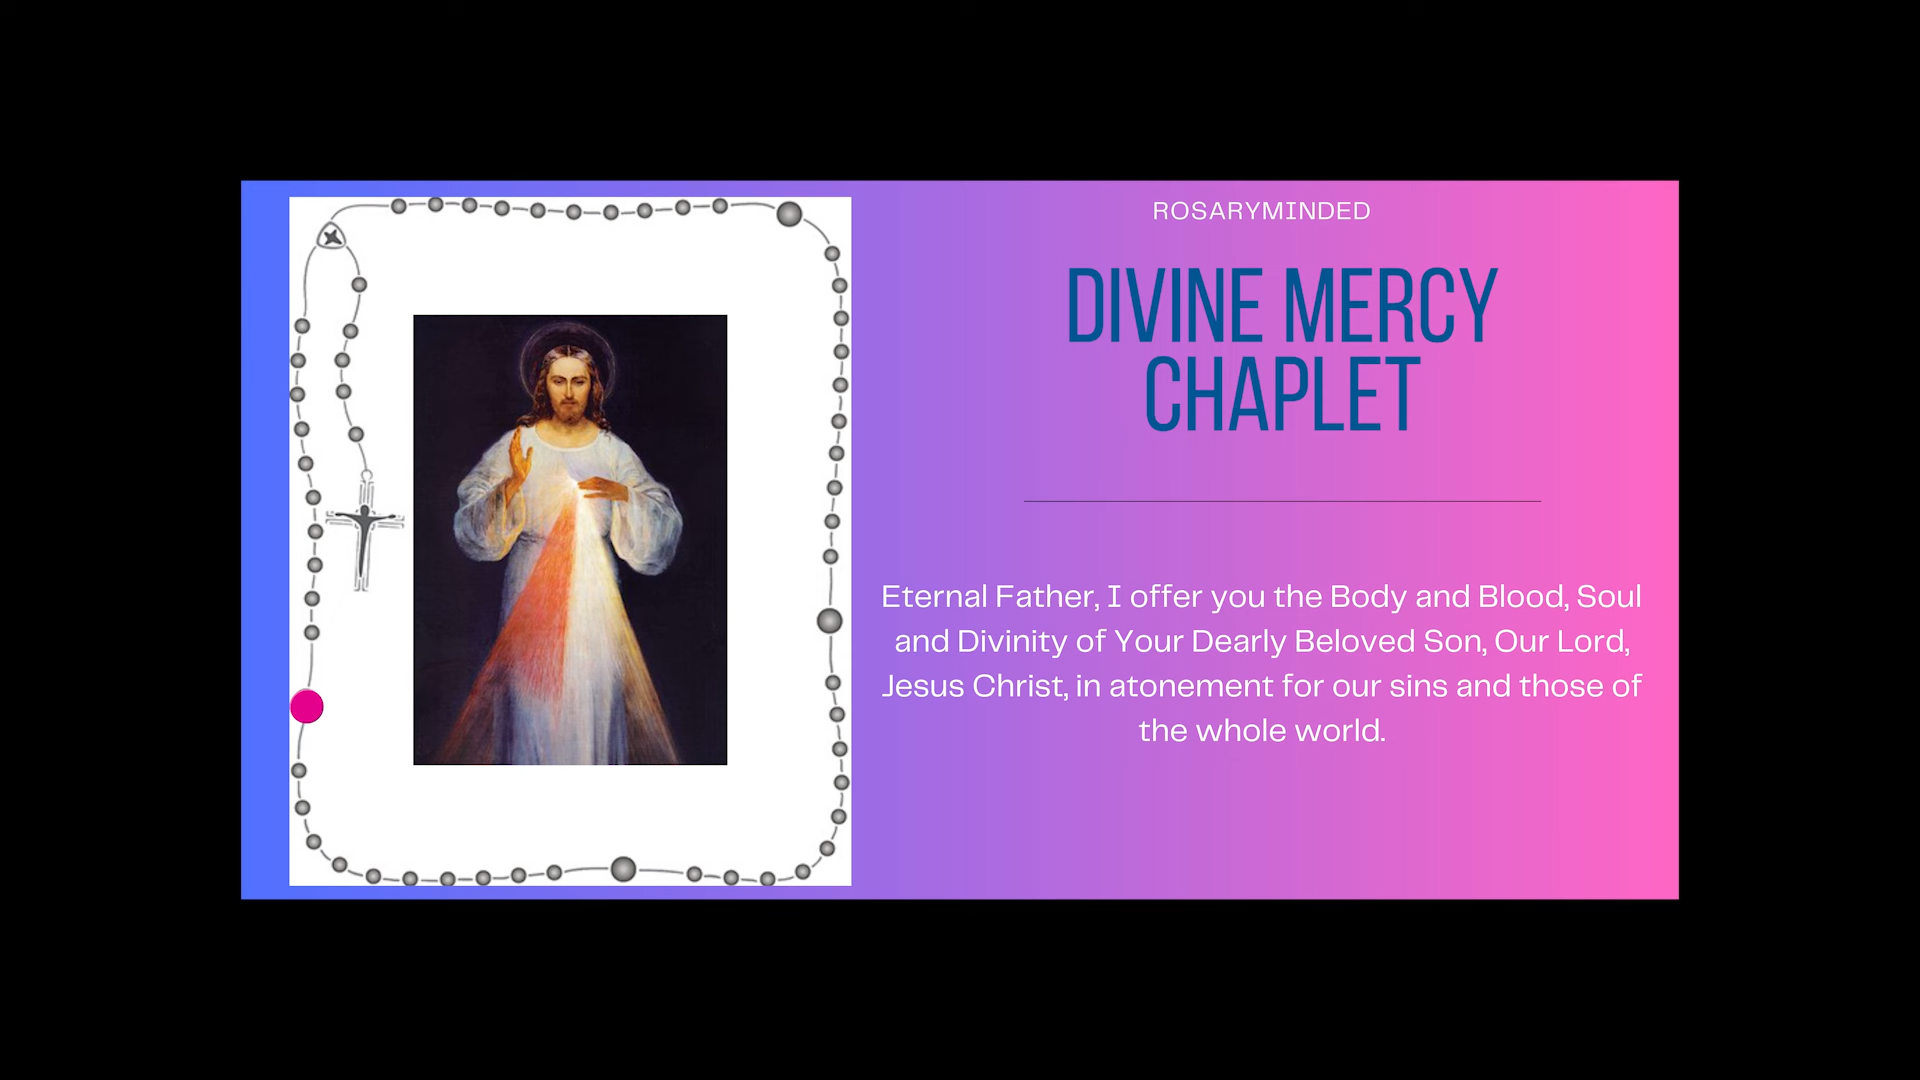 ROSARYMINDED
DIVINE MERCY
CHAPLET
Eternal Father, I offer you the Body and Blood, Soul
and Divinity of Your Dearly Beloved Son, Our Lord,
Jesus Christ, in atonement for our sins and those of
the whole world.